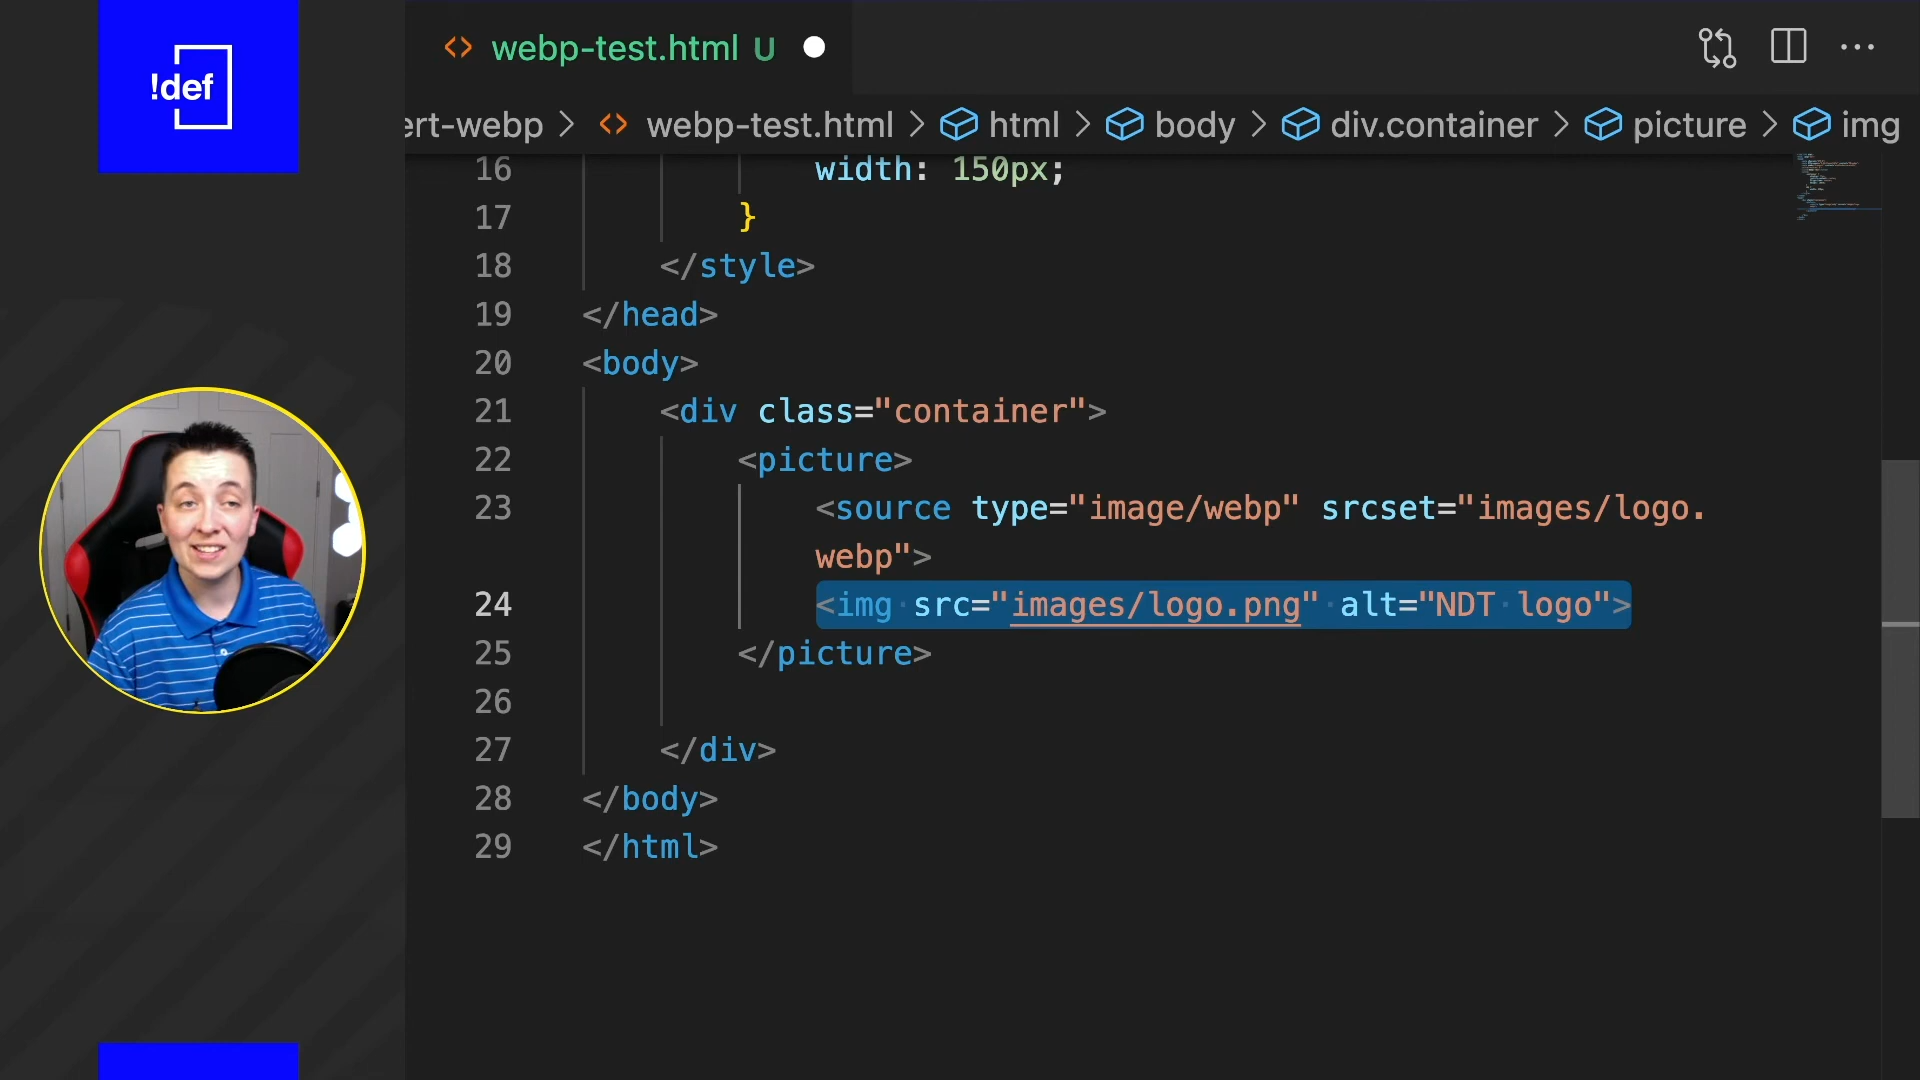 !def
webp-test.html U
ert-webp > webp-test.html > html > body > div.container > picture > img
16 width: 150px;
17 }
18 </style>
19 </head>
20 <body>
21 <div class="container">
22 <picture>
23 <source type="image/webp" srcset="images/logo.
webp">
24 <img src="images/logo.png" alt="NDT logo">
25 </picture>
26
27 </div>
28 </body>
29 </html>